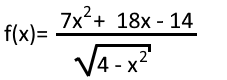 f(x)= 7x² + 18x - 14
√4 - x²